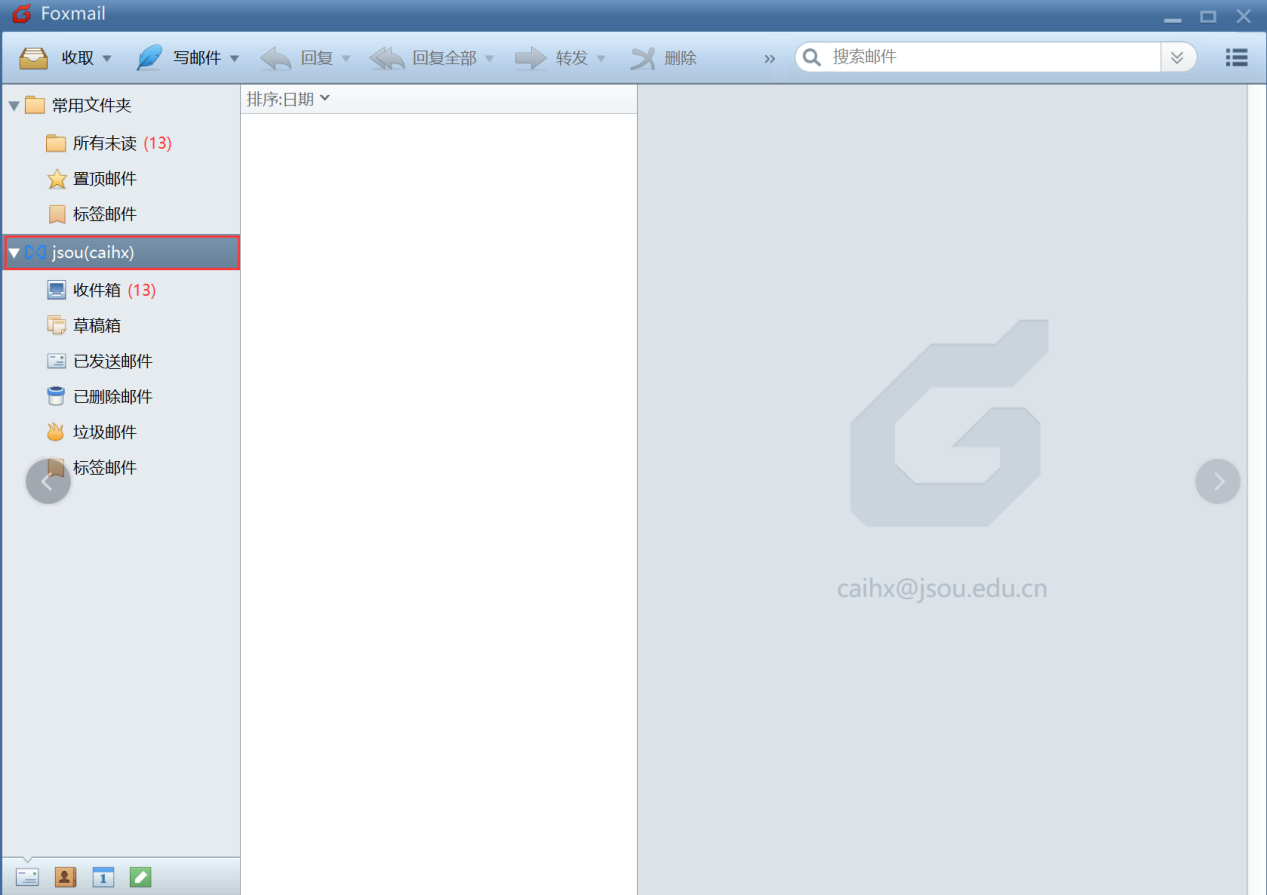 Foxmail
收取 写邮件 回复 回复全部 转发 删除 » 搜索邮件
常用文件夹
排序:日期
所有未读 (13)
置顶邮件
标签邮件
jsou(caihx)
收件箱 (13)
草稿箱
已发送邮件
已删除邮件
垃圾邮件
标签邮件
caihx@jsou.edu.cn
1